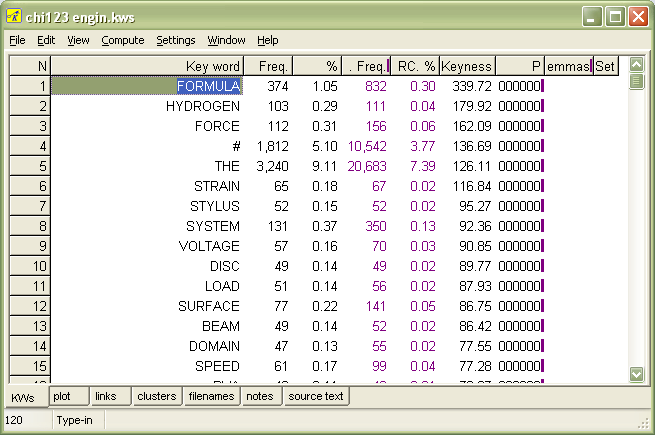 chi123 engin.kws
File Edit View Compute Settings Window Help
N Key word Freq. % . Freq. RC. % Keyness P emmas Set
1 FORMULA 374 1.05 832 0.30 339.72 000000
2 HYDROGEN 103 0.29 111 0.04 179.92 000000
3 FORCE 112 0.31 156 0.06 162.09 000000
4 # 1,812 5.10 10,542 3.77 136.69 000000
5 THE 3,240 9.11 20,683 7.39 126.11 000000
6 STRAIN 65 0.18 67 0.02 116.84 000000
7 STYLUS 52 0.15 52 0.02 95.27 000000
8 SYSTEM 131 0.37 350 0.13 92.36 000000
9 VOLTAGE 57 0.16 70 0.03 90.85 000000
10 DISC 49 0.14 49 0.02 89.77 000000
11 LOAD 51 0.14 56 0.02 87.93 000000
12 SURFACE 77 0.22 141 0.05 86.75 000000
13 BEAM 49 0.14 52 0.02 86.42 000000
14 DOMAIN 47 0.13 55 0.02 77.55 000000
15 SPEED 61 0.17 99 0.04 77.28 000000
KWs plot links clusters filenames notes source text
120 Type-in